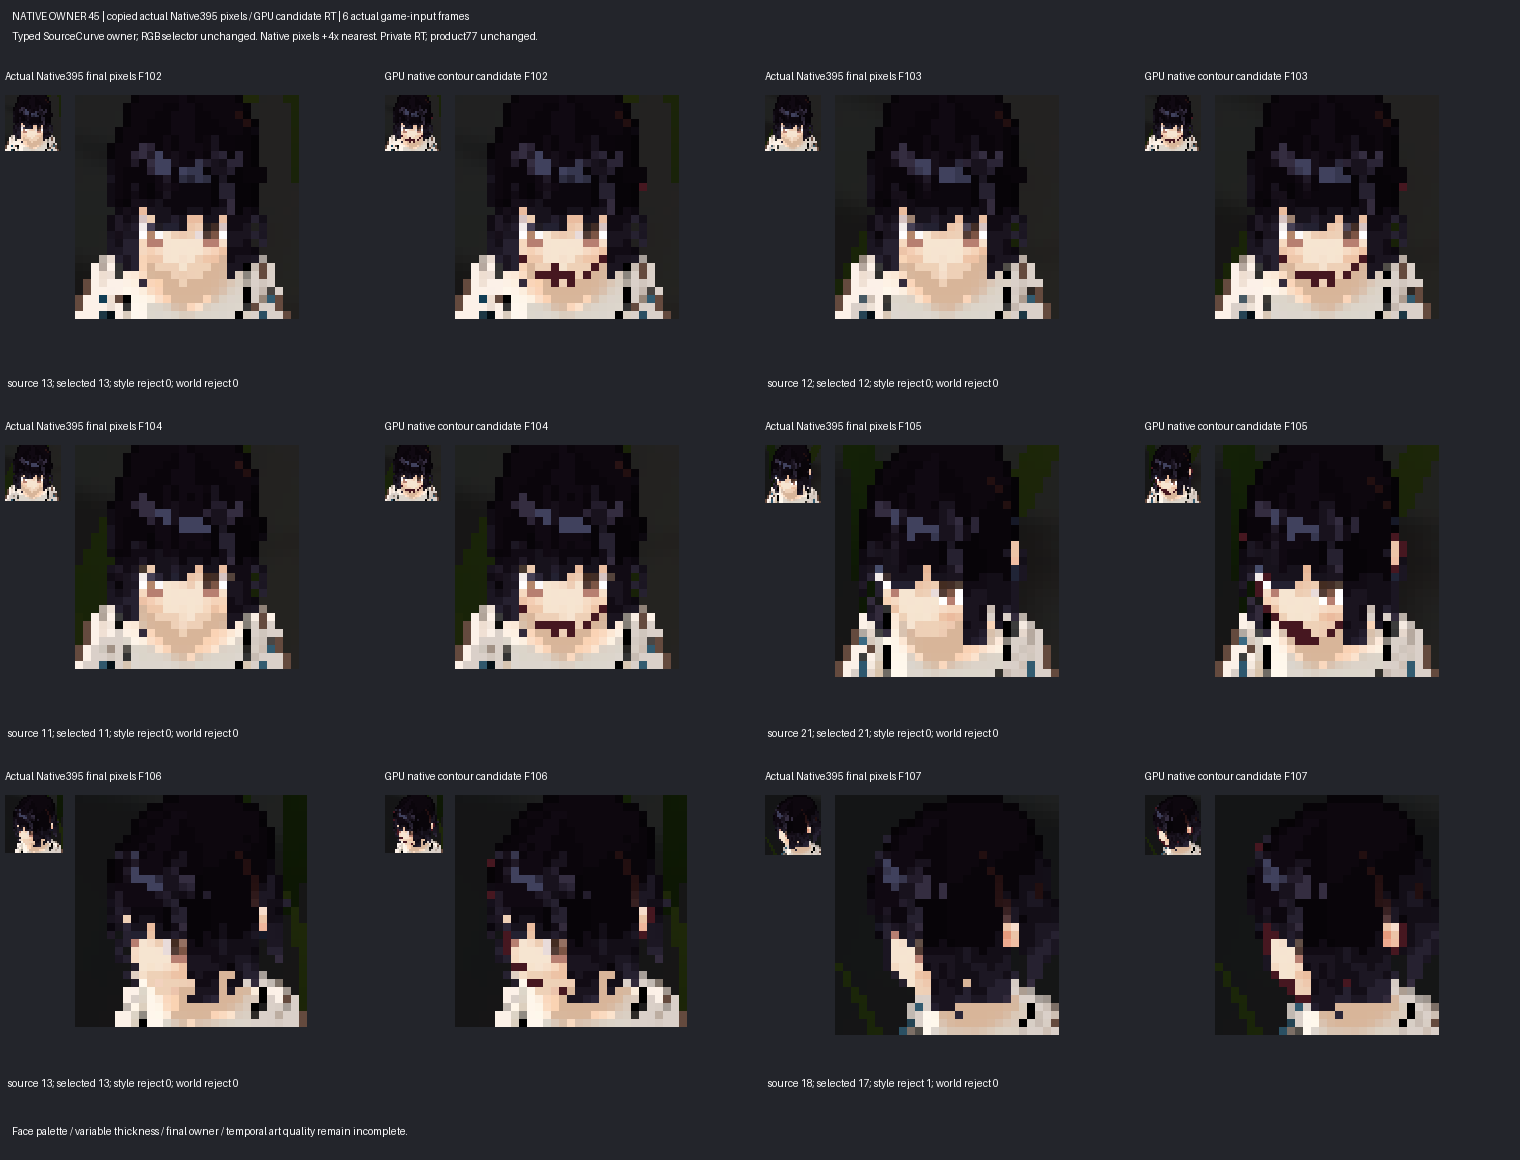 NATIVE OWNER 45 | copied actual Native395 pixels / GPU candidate RT | 6 actual game-input frames
Typed SourceCurve owner; RGB selector unchanged. Native pixels + 4x nearest. Private RT; product77 unchanged.
Actual Native395 final pixels F102
GPU native contour candidate F102
Actual Native395 final pixels F103
GPU native contour candidate F103
source 13; selected 13; style reject 0; world reject 0
source 12; selected 12; style reject 0; world reject 0
Actual Native395 final pixels F104
GPU native contour candidate F104
Actual Native395 final pixels F105
GPU native contour candidate F105
source 11; selected 11; style reject 0; world reject 0
source 21; selected 21; style reject 0; world reject 0
Actual Native395 final pixels F106
GPU native contour candidate F106
Actual Native395 final pixels F107
GPU native contour candidate F107
source 13; selected 13; style reject 0; world reject 0
source 18; selected 17; style reject 1; world reject 0
Face palette / variable thickness / final owner / temporal art quality remain incomplete.